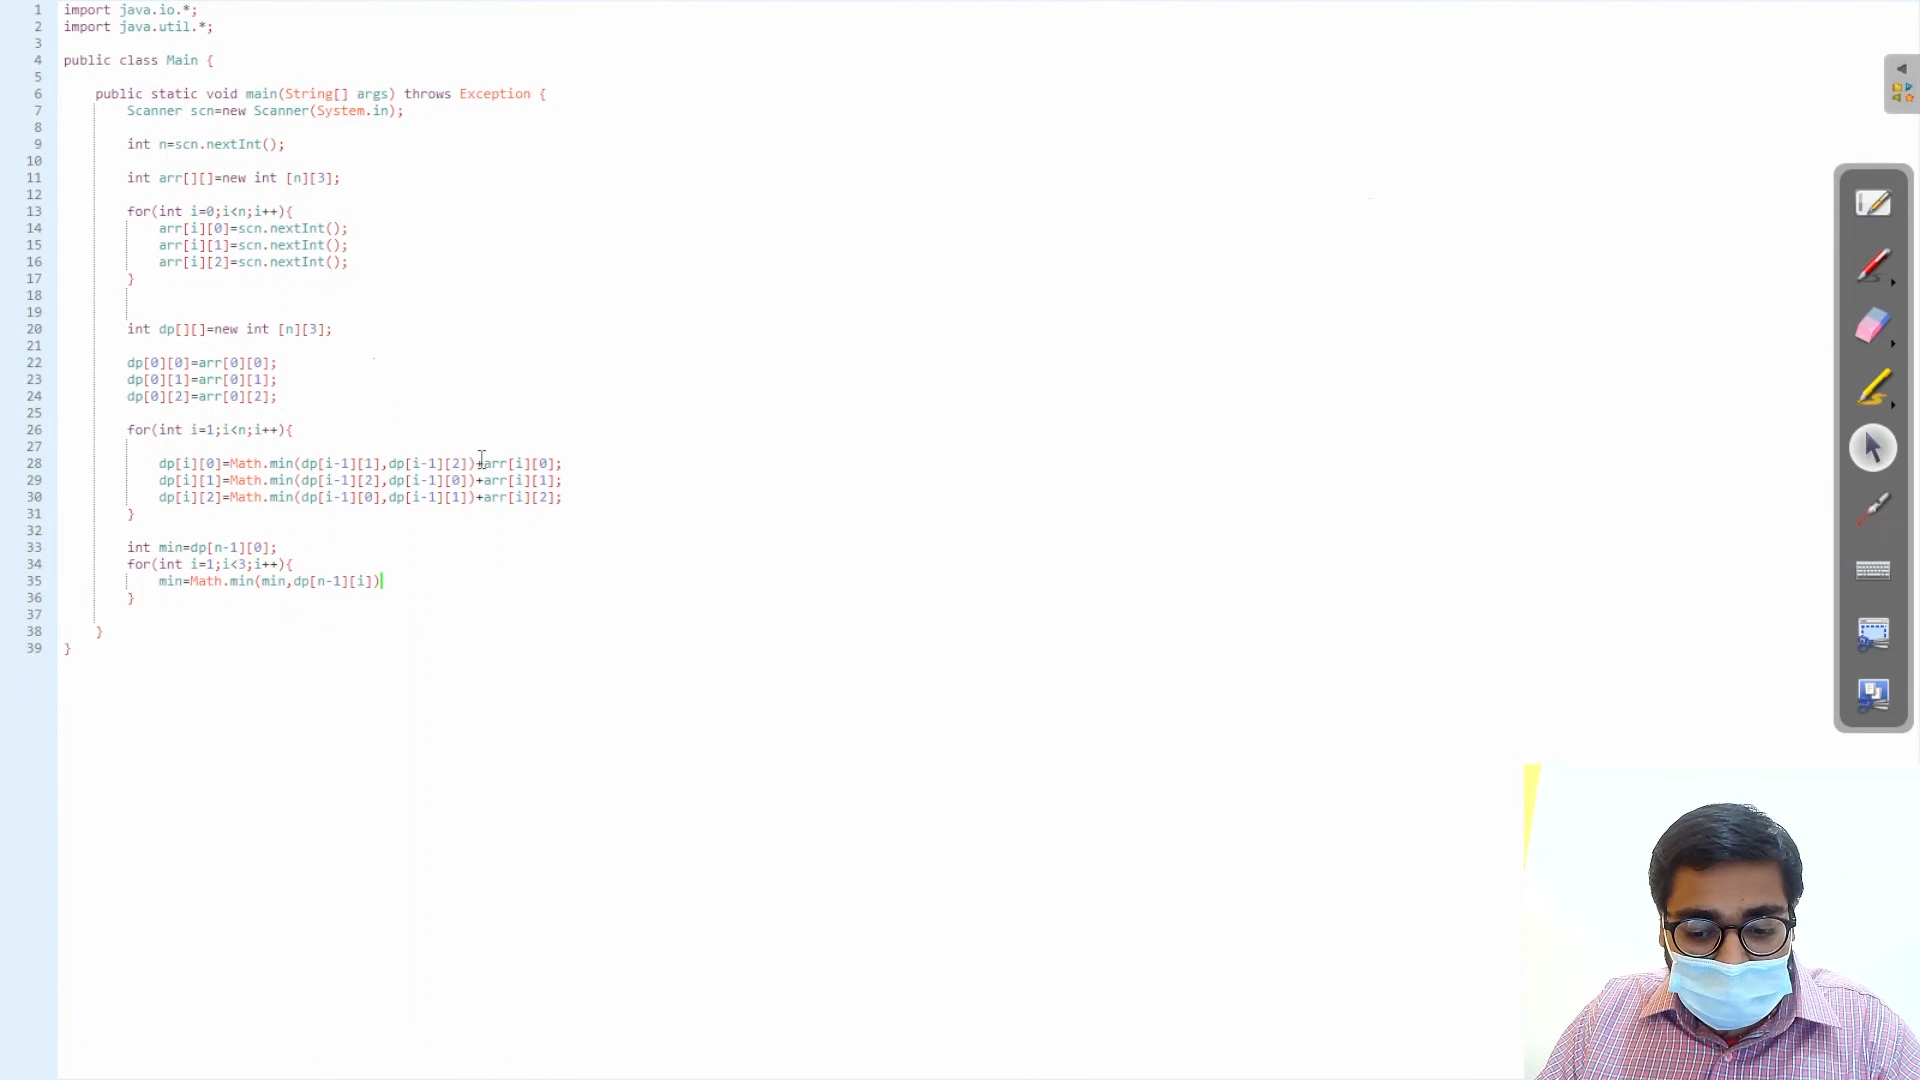 1 import java.io.*;
2 import java.util.*;
3
4 public class Main {
5
6 public static void main(String[] args) throws Exception {
7 Scanner scn=new Scanner(System.in);
8
9 int n=scn.nextInt();
10
11 int arr[][]=new int [n][3];
12
13 for(int i=0;i<n;i++){
14 arr[i][0]=scn.nextInt();
15 arr[i][1]=scn.nextInt();
16 arr[i][2]=scn.nextInt();
17 }
18
19
20 int dp[][]=new int [n][3];
21
22 dp[0][0]=arr[0][0];
23 dp[0][1]=arr[0][1];
24 dp[0][2]=arr[0][2];
25
26 for(int i=1;i<n;i++){
27
28 dp[i][0]=Math.min(dp[i-1][1],dp[i-1][2])+arr[i][0];
29 dp[i][1]=Math.min(dp[i-1][2],dp[i-1][0])+arr[i][1];
30 dp[i][2]=Math.min(dp[i-1][0],dp[i-1][1])+arr[i][2];
31 }
32
33 int min=dp[n-1][0];
34 for(int i=1;i<3;i++){
35 min=Math.min(min,dp[n-1][i])
36 }
37
38 }
39 }